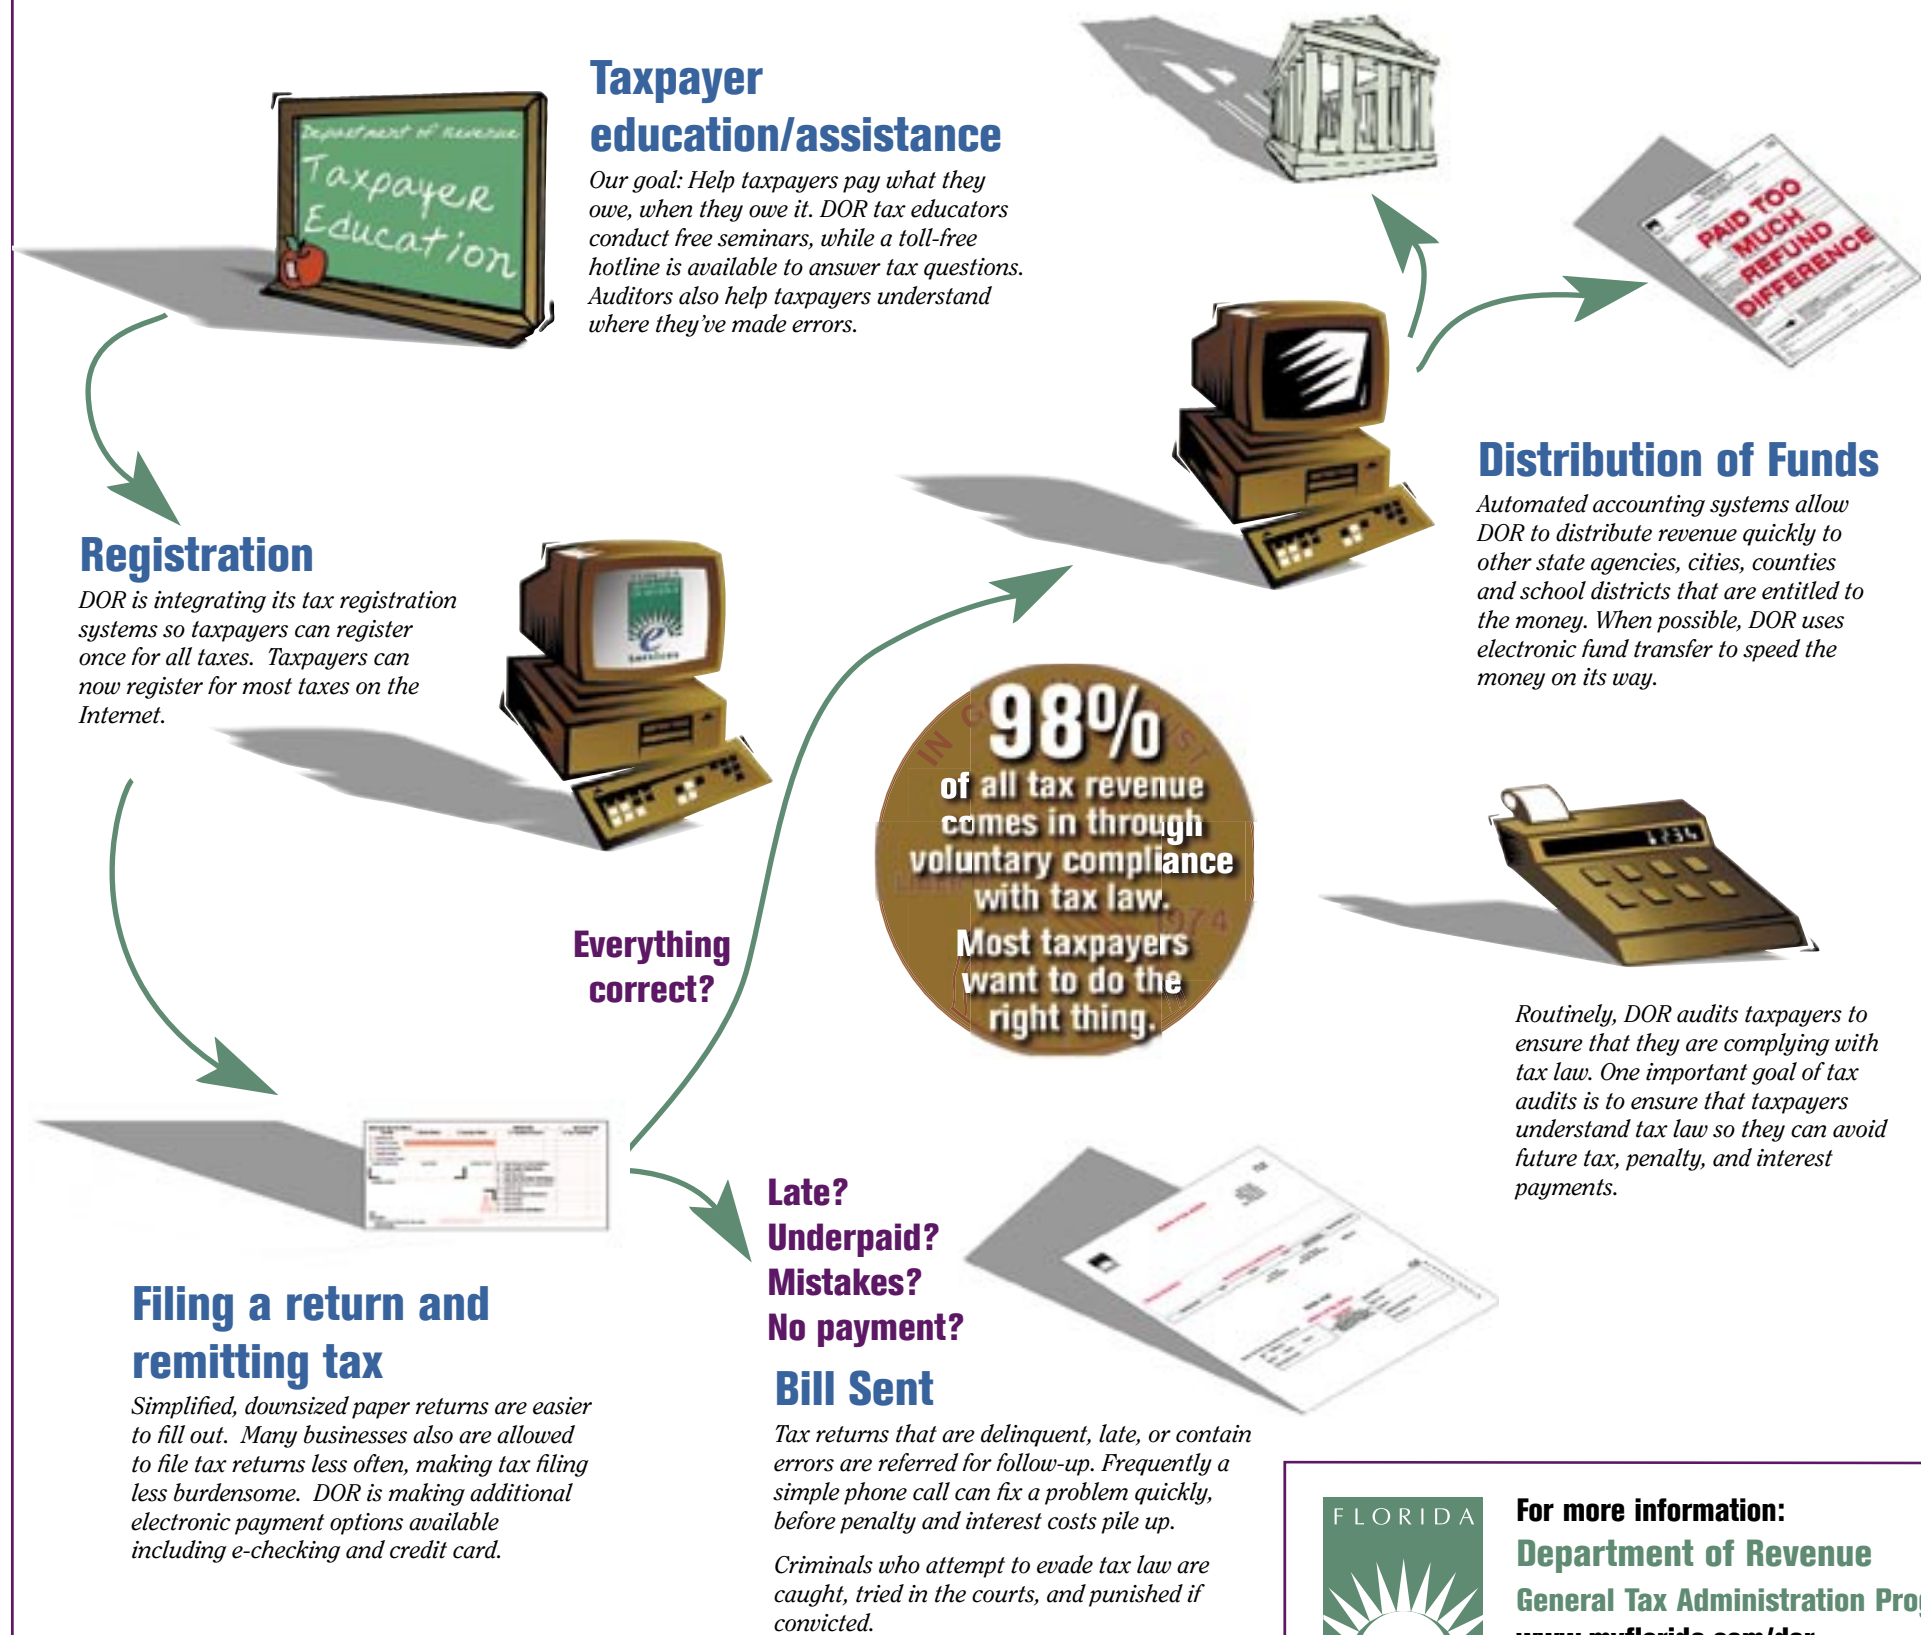 Department of Revenue
Taxpayer
Education
Taxpayer
education/assistance
Our goal: Help taxpayers pay what they
owe, when they owe it. DOR tax educators
conduct free seminars, while a toll-free
hotline is available to answer tax questions.
Auditors also help taxpayers understand
where they've made errors.
PAID TOO
MUCH
REFUND
DIFFERENCE
Registration
DOR is integrating its tax registration
systems so taxpayers can register
once for all taxes.  Taxpayers can
now register for most taxes on the
Internet.
e
Services
Distribution of Funds
Automated accounting systems allow
DOR to distribute revenue quickly to
other state agencies, cities, counties
and school districts that are entitled to
the money. When possible, DOR uses
electronic fund transfer to speed the
money on its way.
98%
of all tax revenue
comes in through
voluntary compliance
with tax law.
Most taxpayers
want to do the
right thing.
IN
1974
1234
Everything
correct?
Routinely, DOR audits taxpayers to
ensure that they are complying with
tax law. One important goal of tax
audits is to ensure that taxpayers
understand tax law so they can avoid
future tax, penalty, and interest
payments.
Filing a return and
remitting tax
Simplified, downsized paper returns are easier
to fill out.  Many businesses also are allowed
to file tax returns less often, making tax filing
less burdensome.  DOR is making additional
electronic payment options available
including e-checking and credit card.
Late?
Underpaid?
Mistakes?
No payment?
Bill Sent
Tax returns that are delinquent, late, or contain
errors are referred for follow-up. Frequently a
simple phone call can fix a problem quickly,
before penalty and interest costs pile up.
Criminals who attempt to evade tax law are
caught, tried in the courts, and punished if
convicted.
FLORIDA
For more information:
Department of Revenue
General Tax Administration Prog
www.myflorida.com/dor